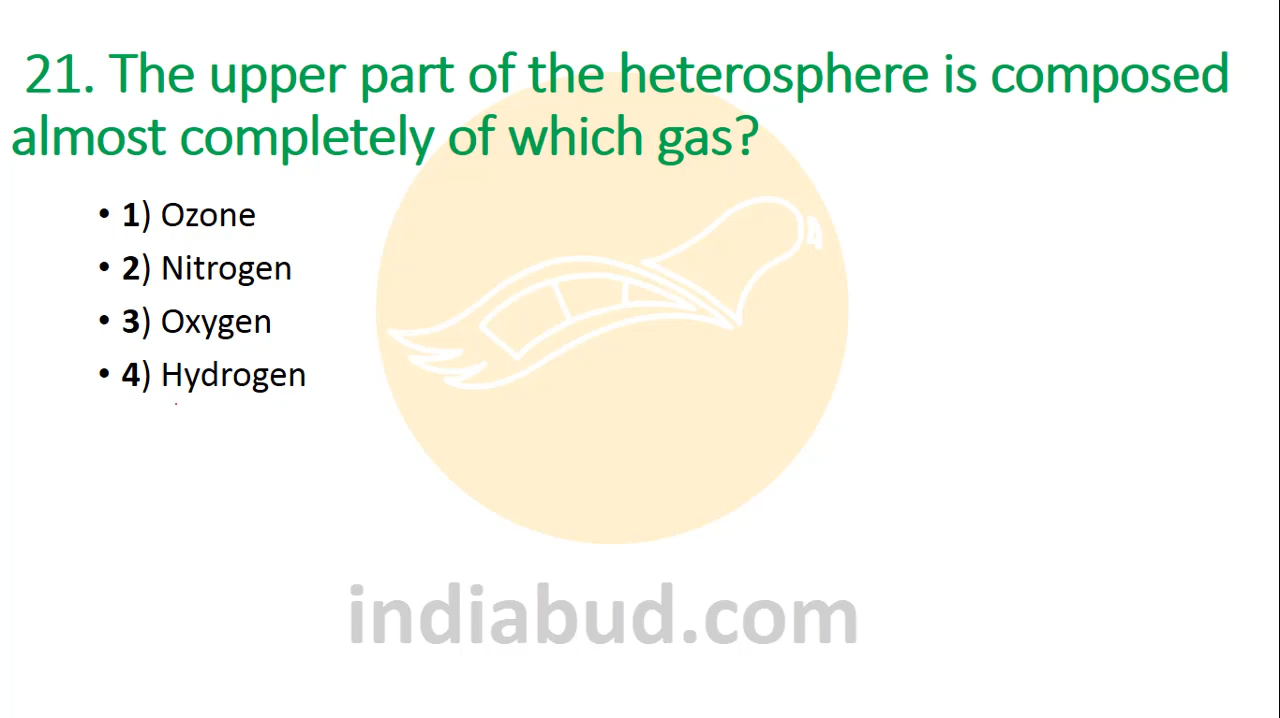 21. The upper part of the heterosphere is composed
almost completely of which gas?
• 1) Ozone
• 2) Nitrogen
• 3) Oxygen
• 4) Hydrogen
indiabud.com